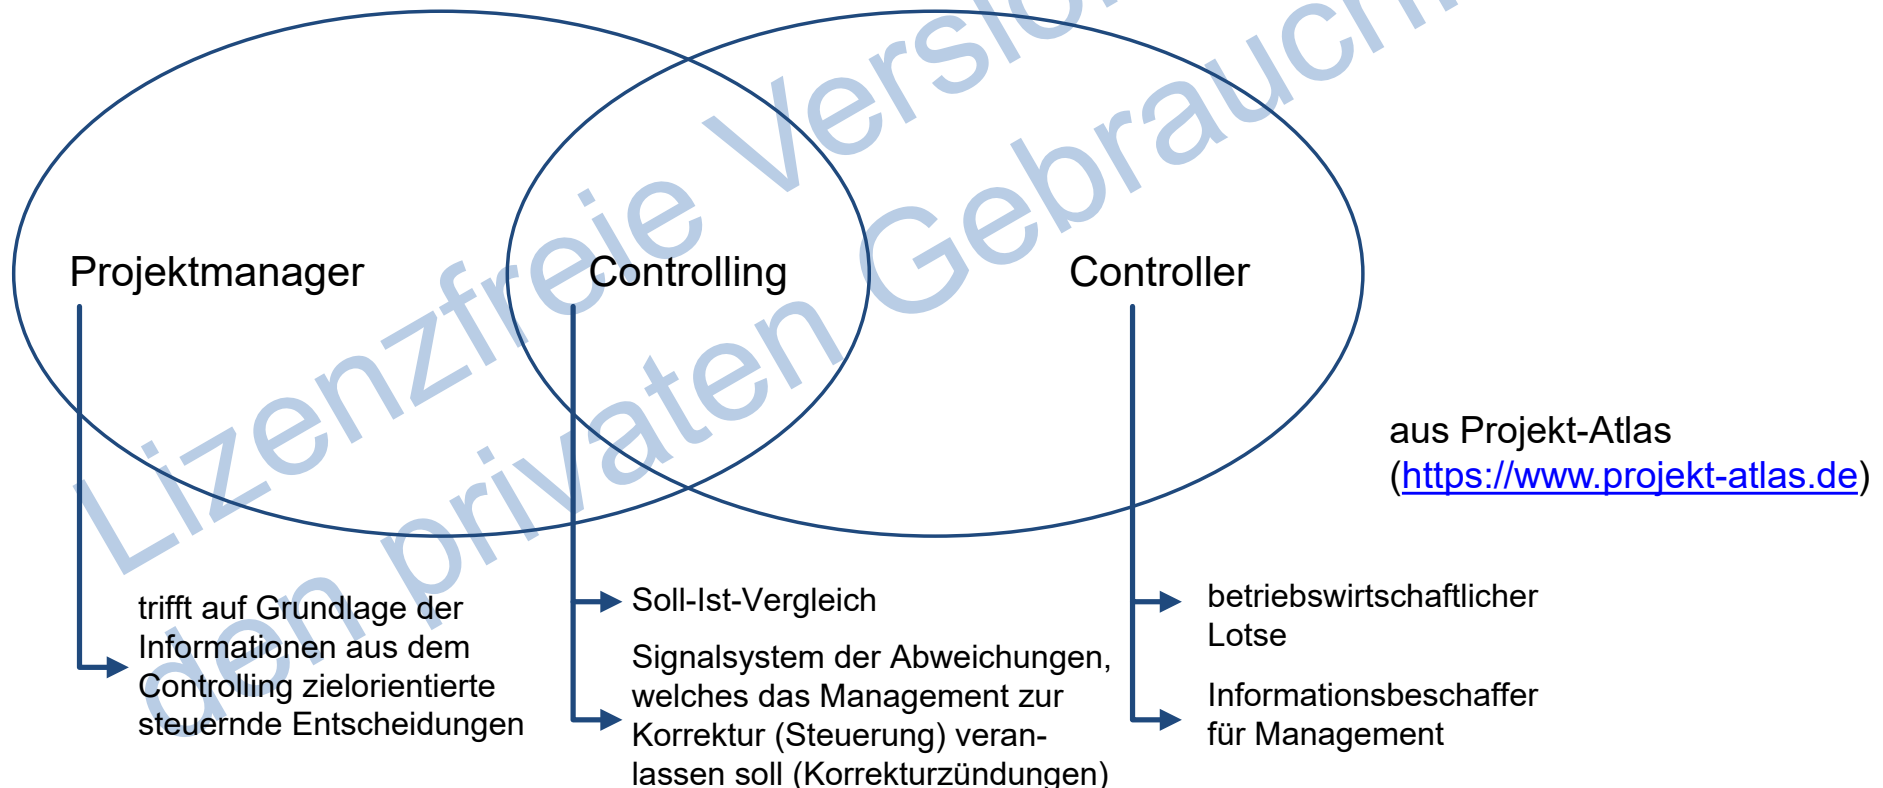 Projektmanager
Controlling
Controller
aus Projekt-Atlas
(https://www.projekt-atlas.de)
trifft auf Grundlage der
Informationen aus dem
Controlling zielorientierte
steuernde Entscheidungen
Soll-Ist-Vergleich
Signalsystem der Abweichungen,
welches das Management zur
Korrektur (Steuerung) veran-
lassen soll (Korrekturzündungen)
betriebswirtschaftlicher
Lotse
Informationsbeschaffer
für Management
Lizenzfreie Version
den privaten Gebrauch